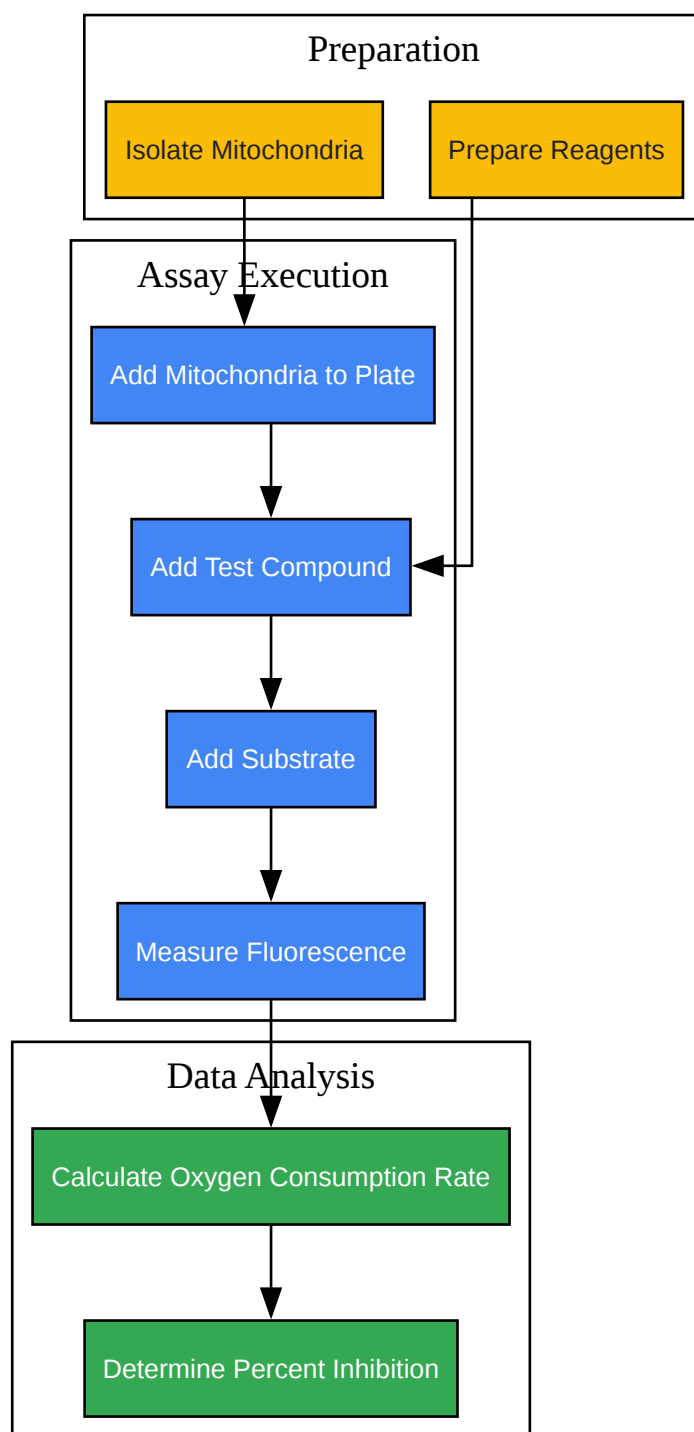 Preparation
Isolate Mitochondria
Prepare Reagents
Assay Execution
Add Mitochondria to Plate
Add Test Compound
Add Substrate
Measure Fluorescence
Data Analysis
Calculate Oxygen Consumption Rate
Determine Percent Inhibition